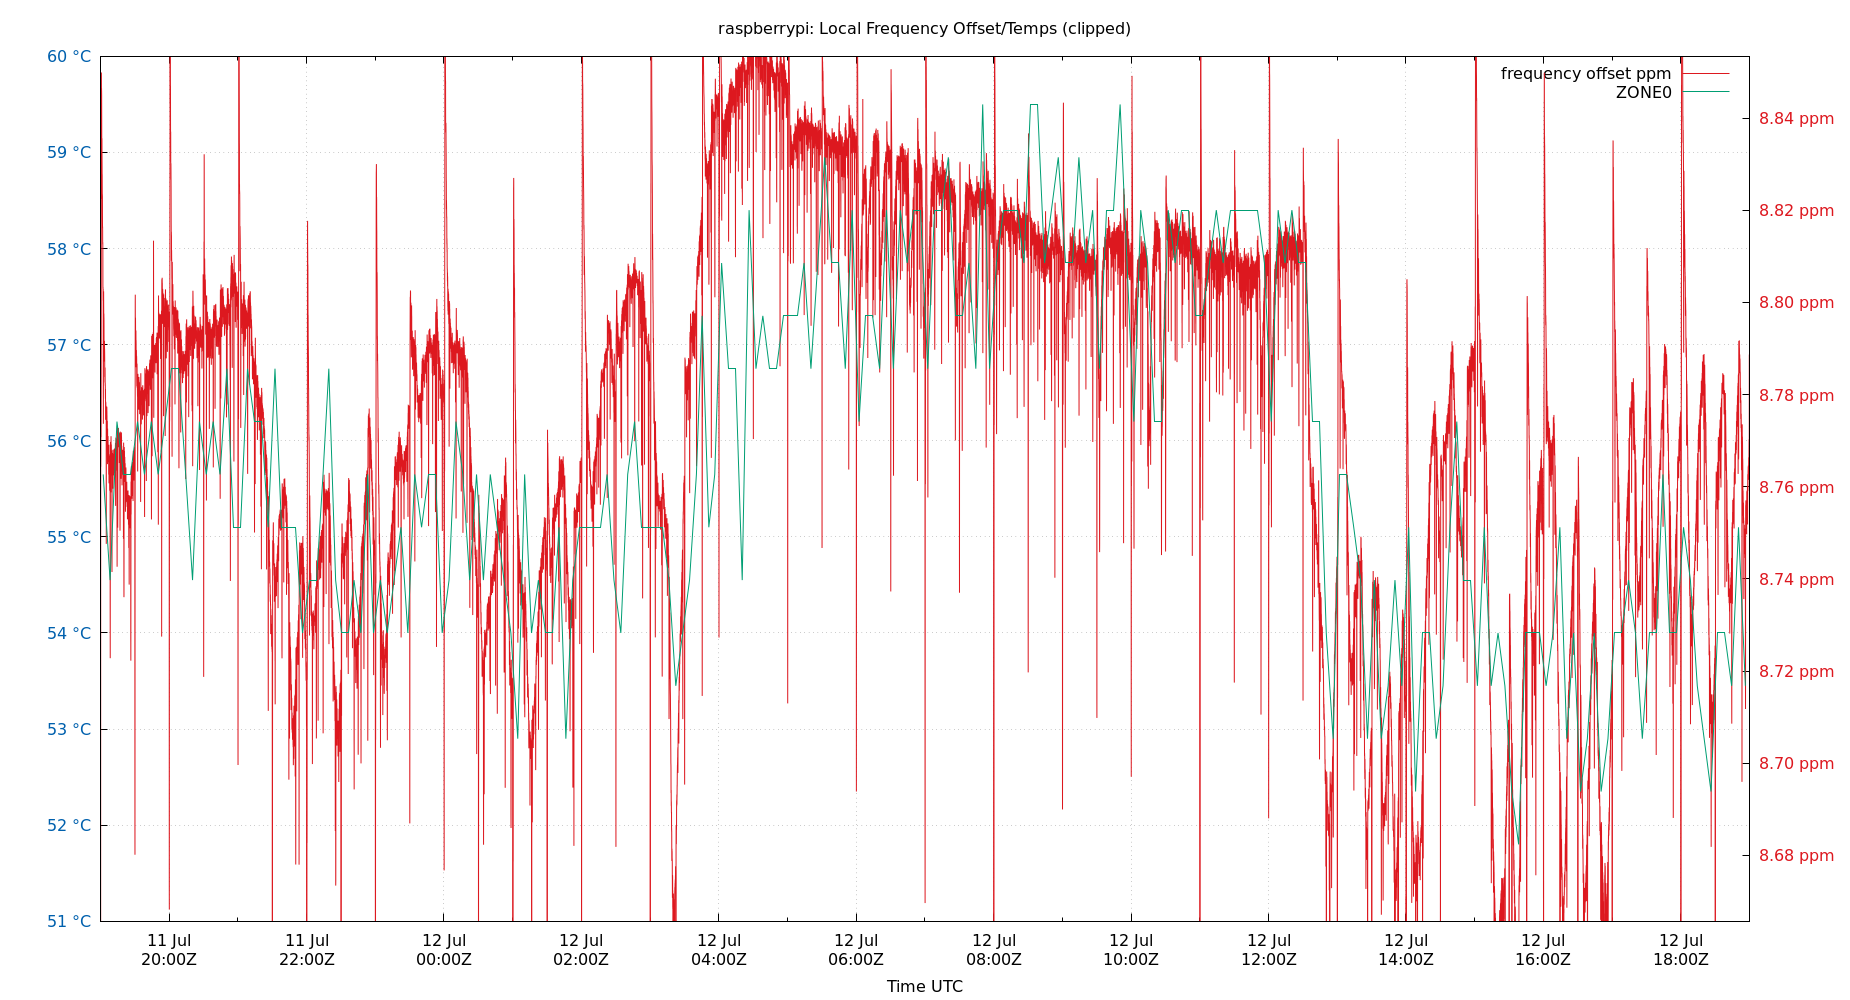 raspberrypi: Local Frequency Offset/Temps (clipped)
frequency offset ppm
ZONE0
60 °C
59 °C
58 °C
57 °C
56 °C
55 °C
54 °C
53 °C
52 °C
51 °C
8.84 ppm
8.82 ppm
8.80 ppm
8.78 ppm
8.76 ppm
8.74 ppm
8.72 ppm
8.70 ppm
8.68 ppm
11 Jul 11 Jul 12 Jul 12 Jul 12 Jul 12 Jul 12 Jul 12 Jul 12 Jul 12 Jul 12 Jul 12 Jul
20:00Z 22:00Z 00:00Z 02:00Z 04:00Z 06:00Z 08:00Z 10:00Z 12:00Z 14:00Z 16:00Z 18:00Z
Time UTC